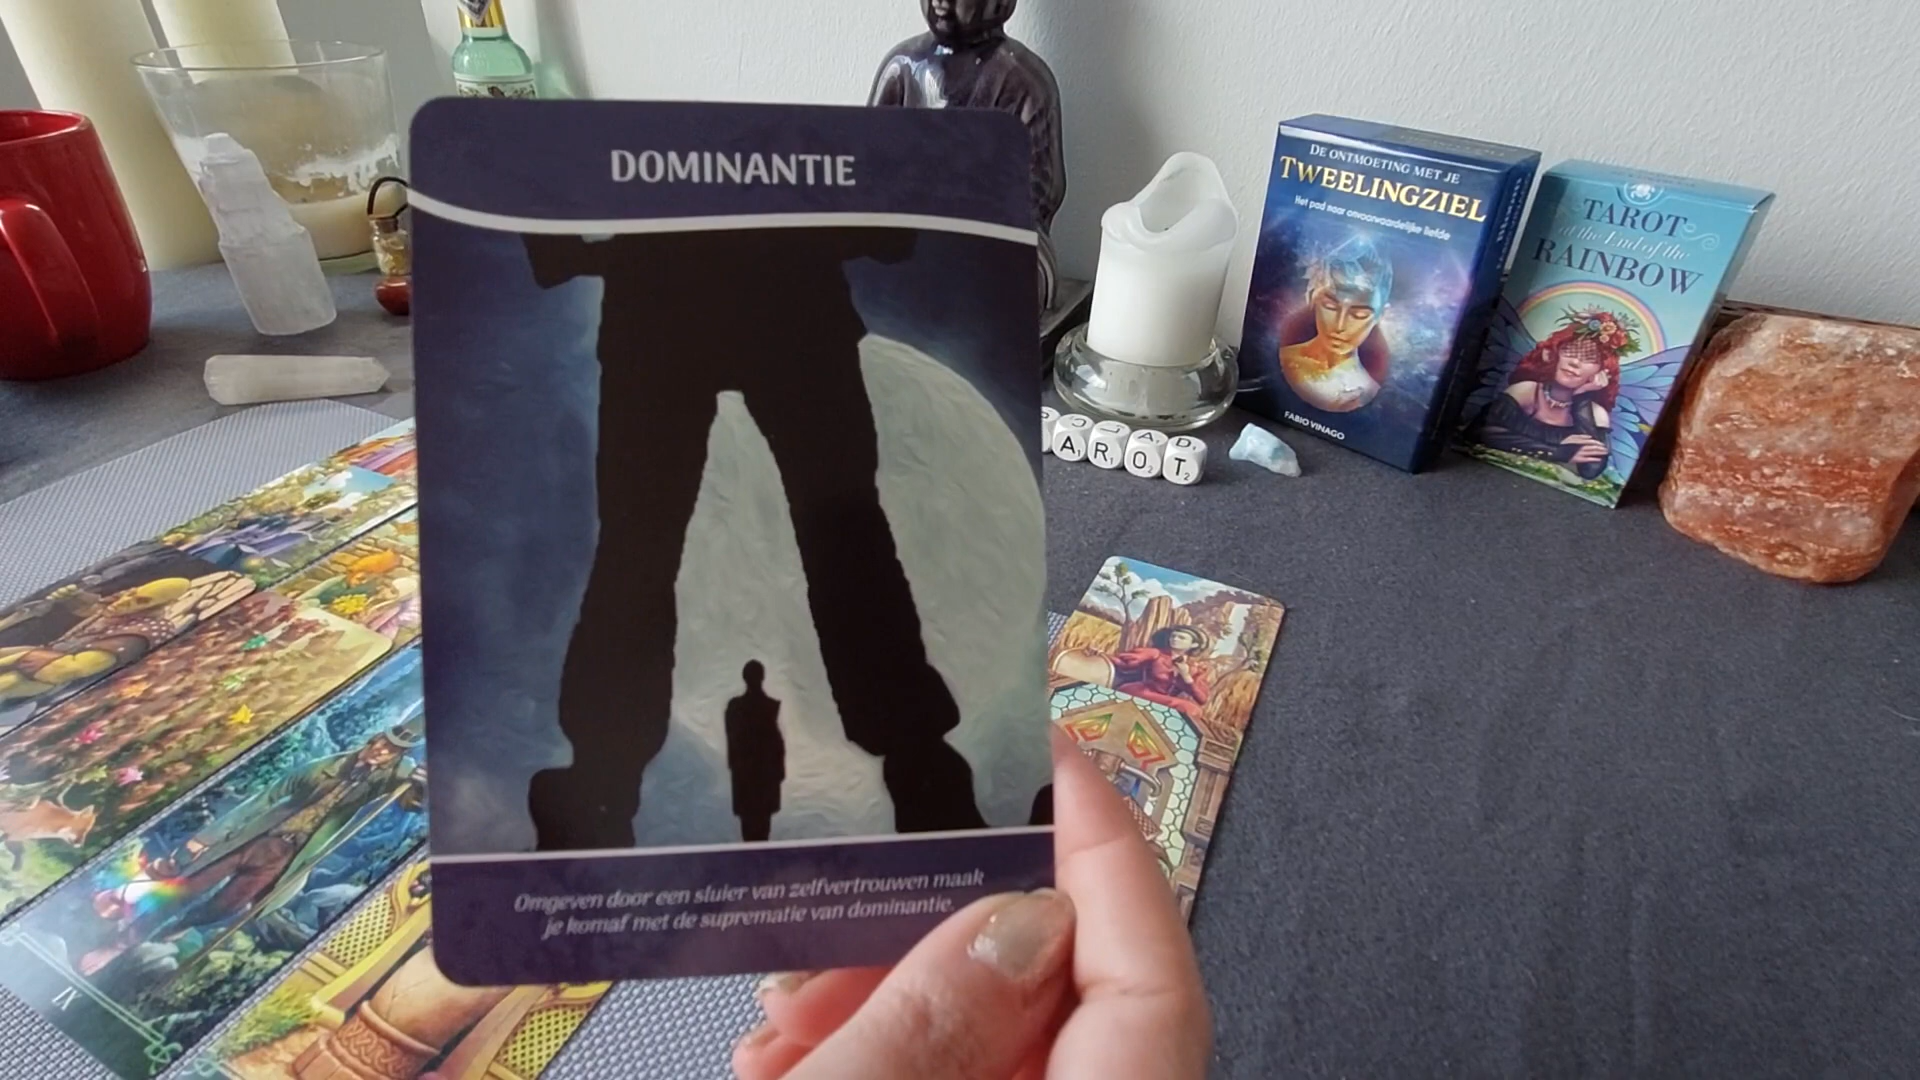 DOMINANTIE
Omgeven door een sluier van zelfvertrouwen maak
je komaf met de suprematie van dominantie.
DE ONTMOETING MET JE
TWEELINGZIEL
Het pad naar onvoorwaardelijke liefde
FABIO VINAGO
TAROT
at the End of the
RAINBOW
A R O T
IX